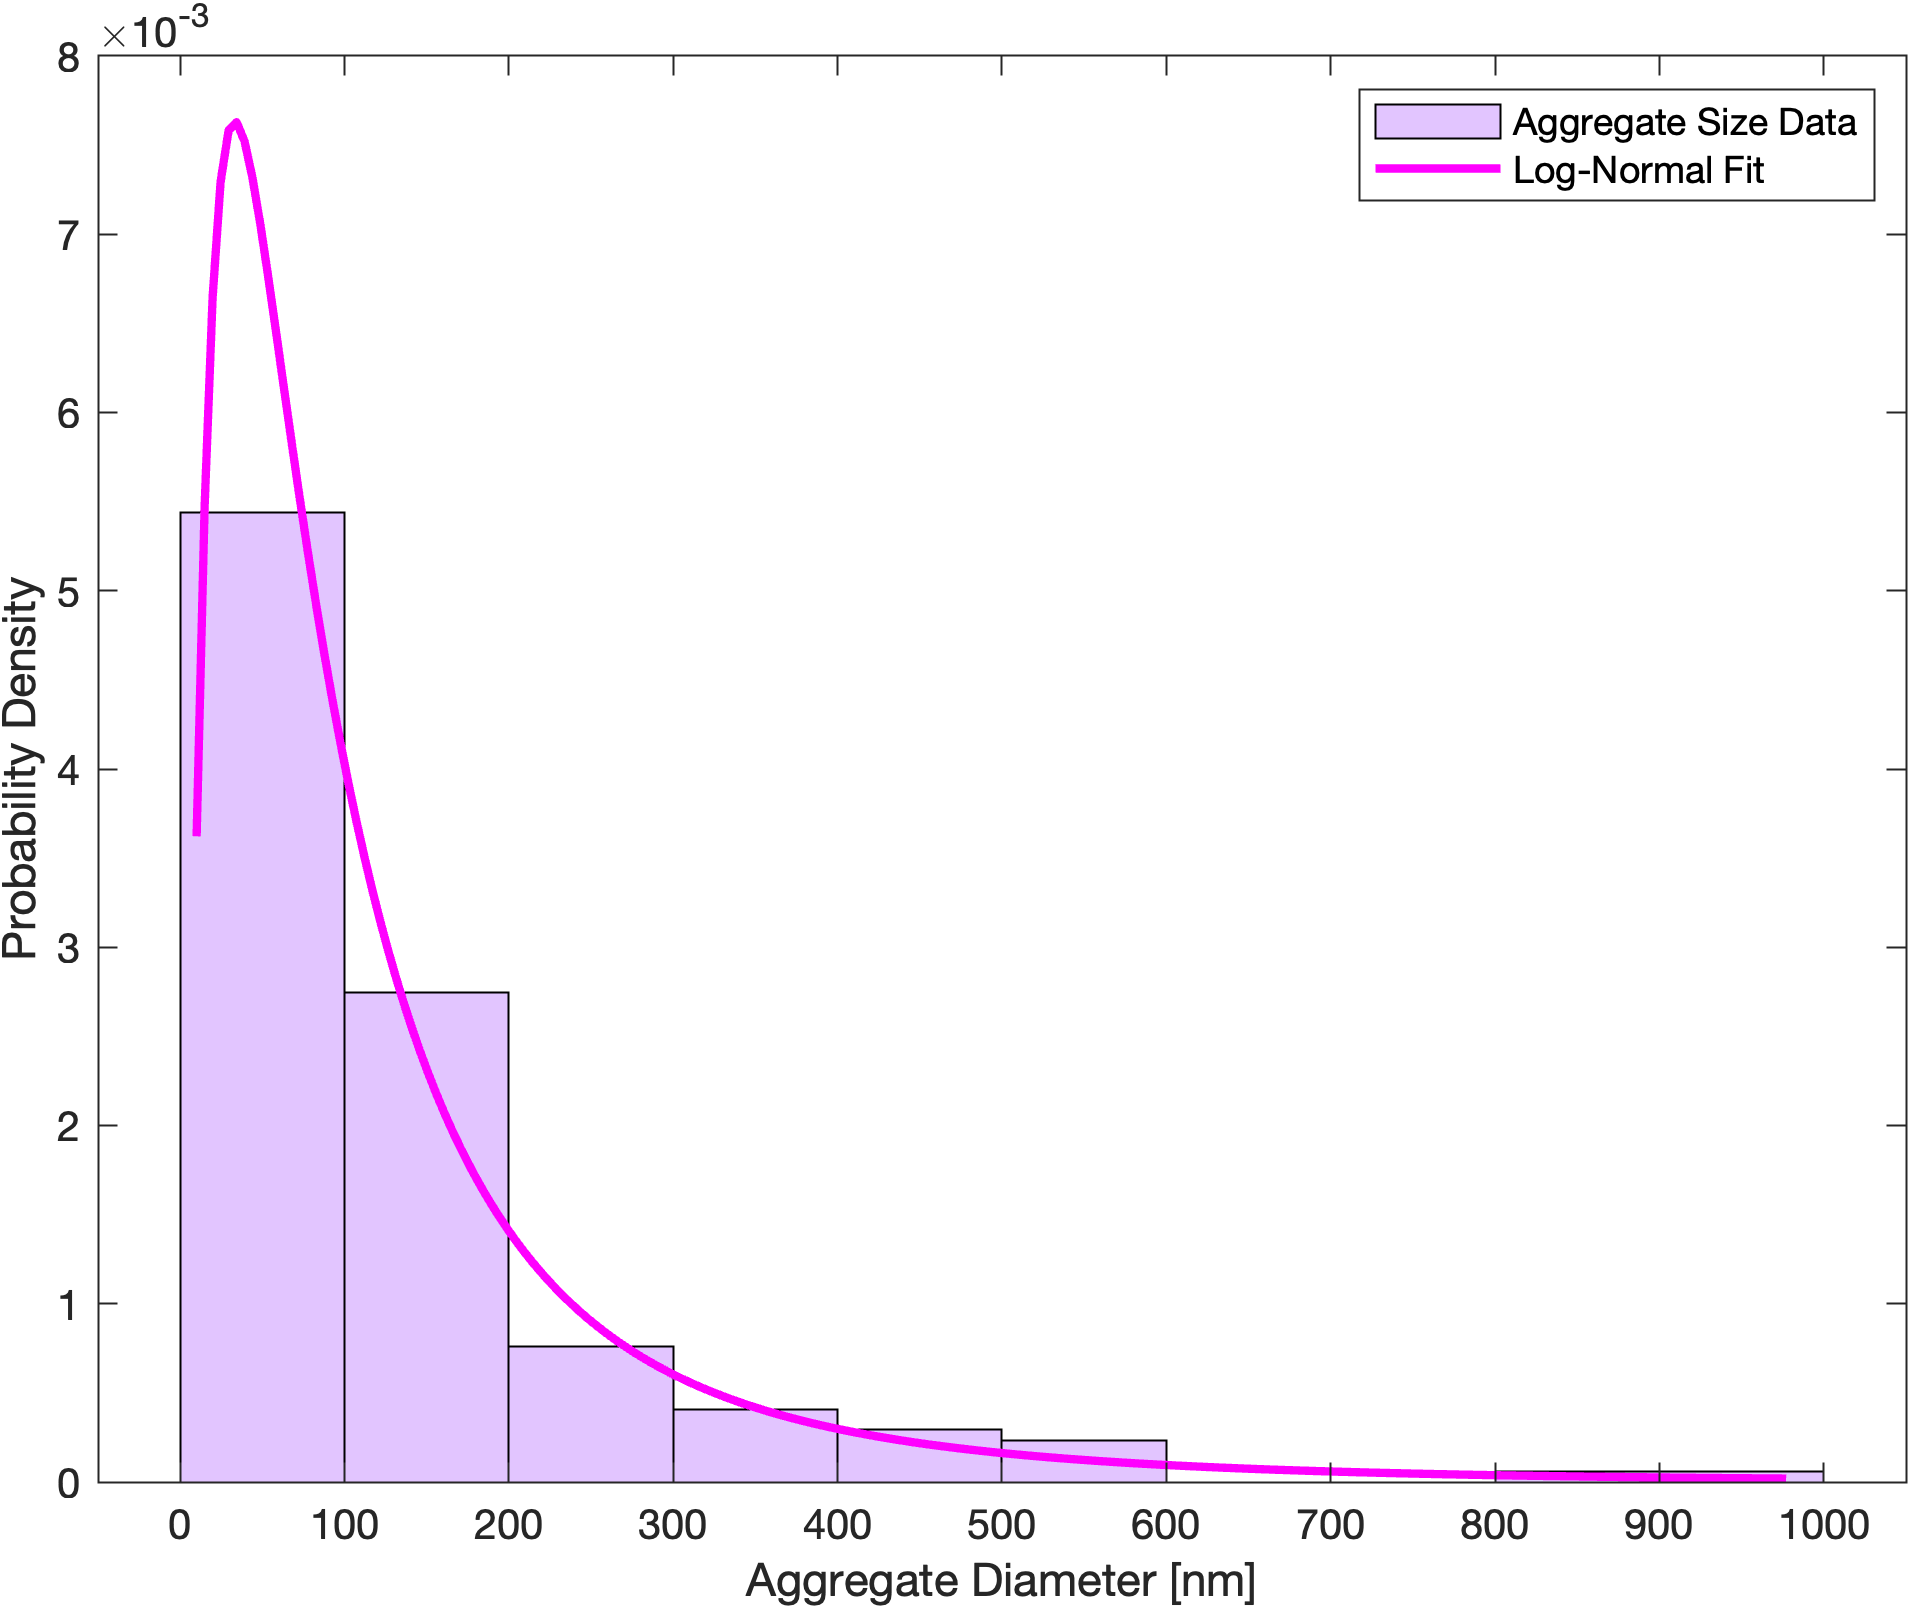 ×10-3
8
7
6
5
4
3
2
1
0
Probability Density
Aggregate Size Data
Log-Normal Fit
0 100 200 300 400 500 600 700 800 900 1000
Aggregate Diameter [nm]